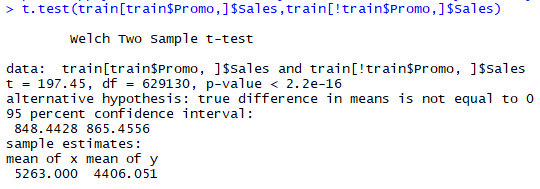 > t.test(train[train$Promo,]$Sales,train[!train$Promo,]$Sales)
Welch Two Sample t-test
data:  train[train$Promo, ]$Sales and train[!train$Promo, ]$Sales
t = 197.45, df = 629130, p-value < 2.2e-16
alternative hypothesis: true difference in means is not equal to 0
95 percent confidence interval:
848.4428 865.4556
sample estimates:
mean of x mean of y
5263.000  4406.051